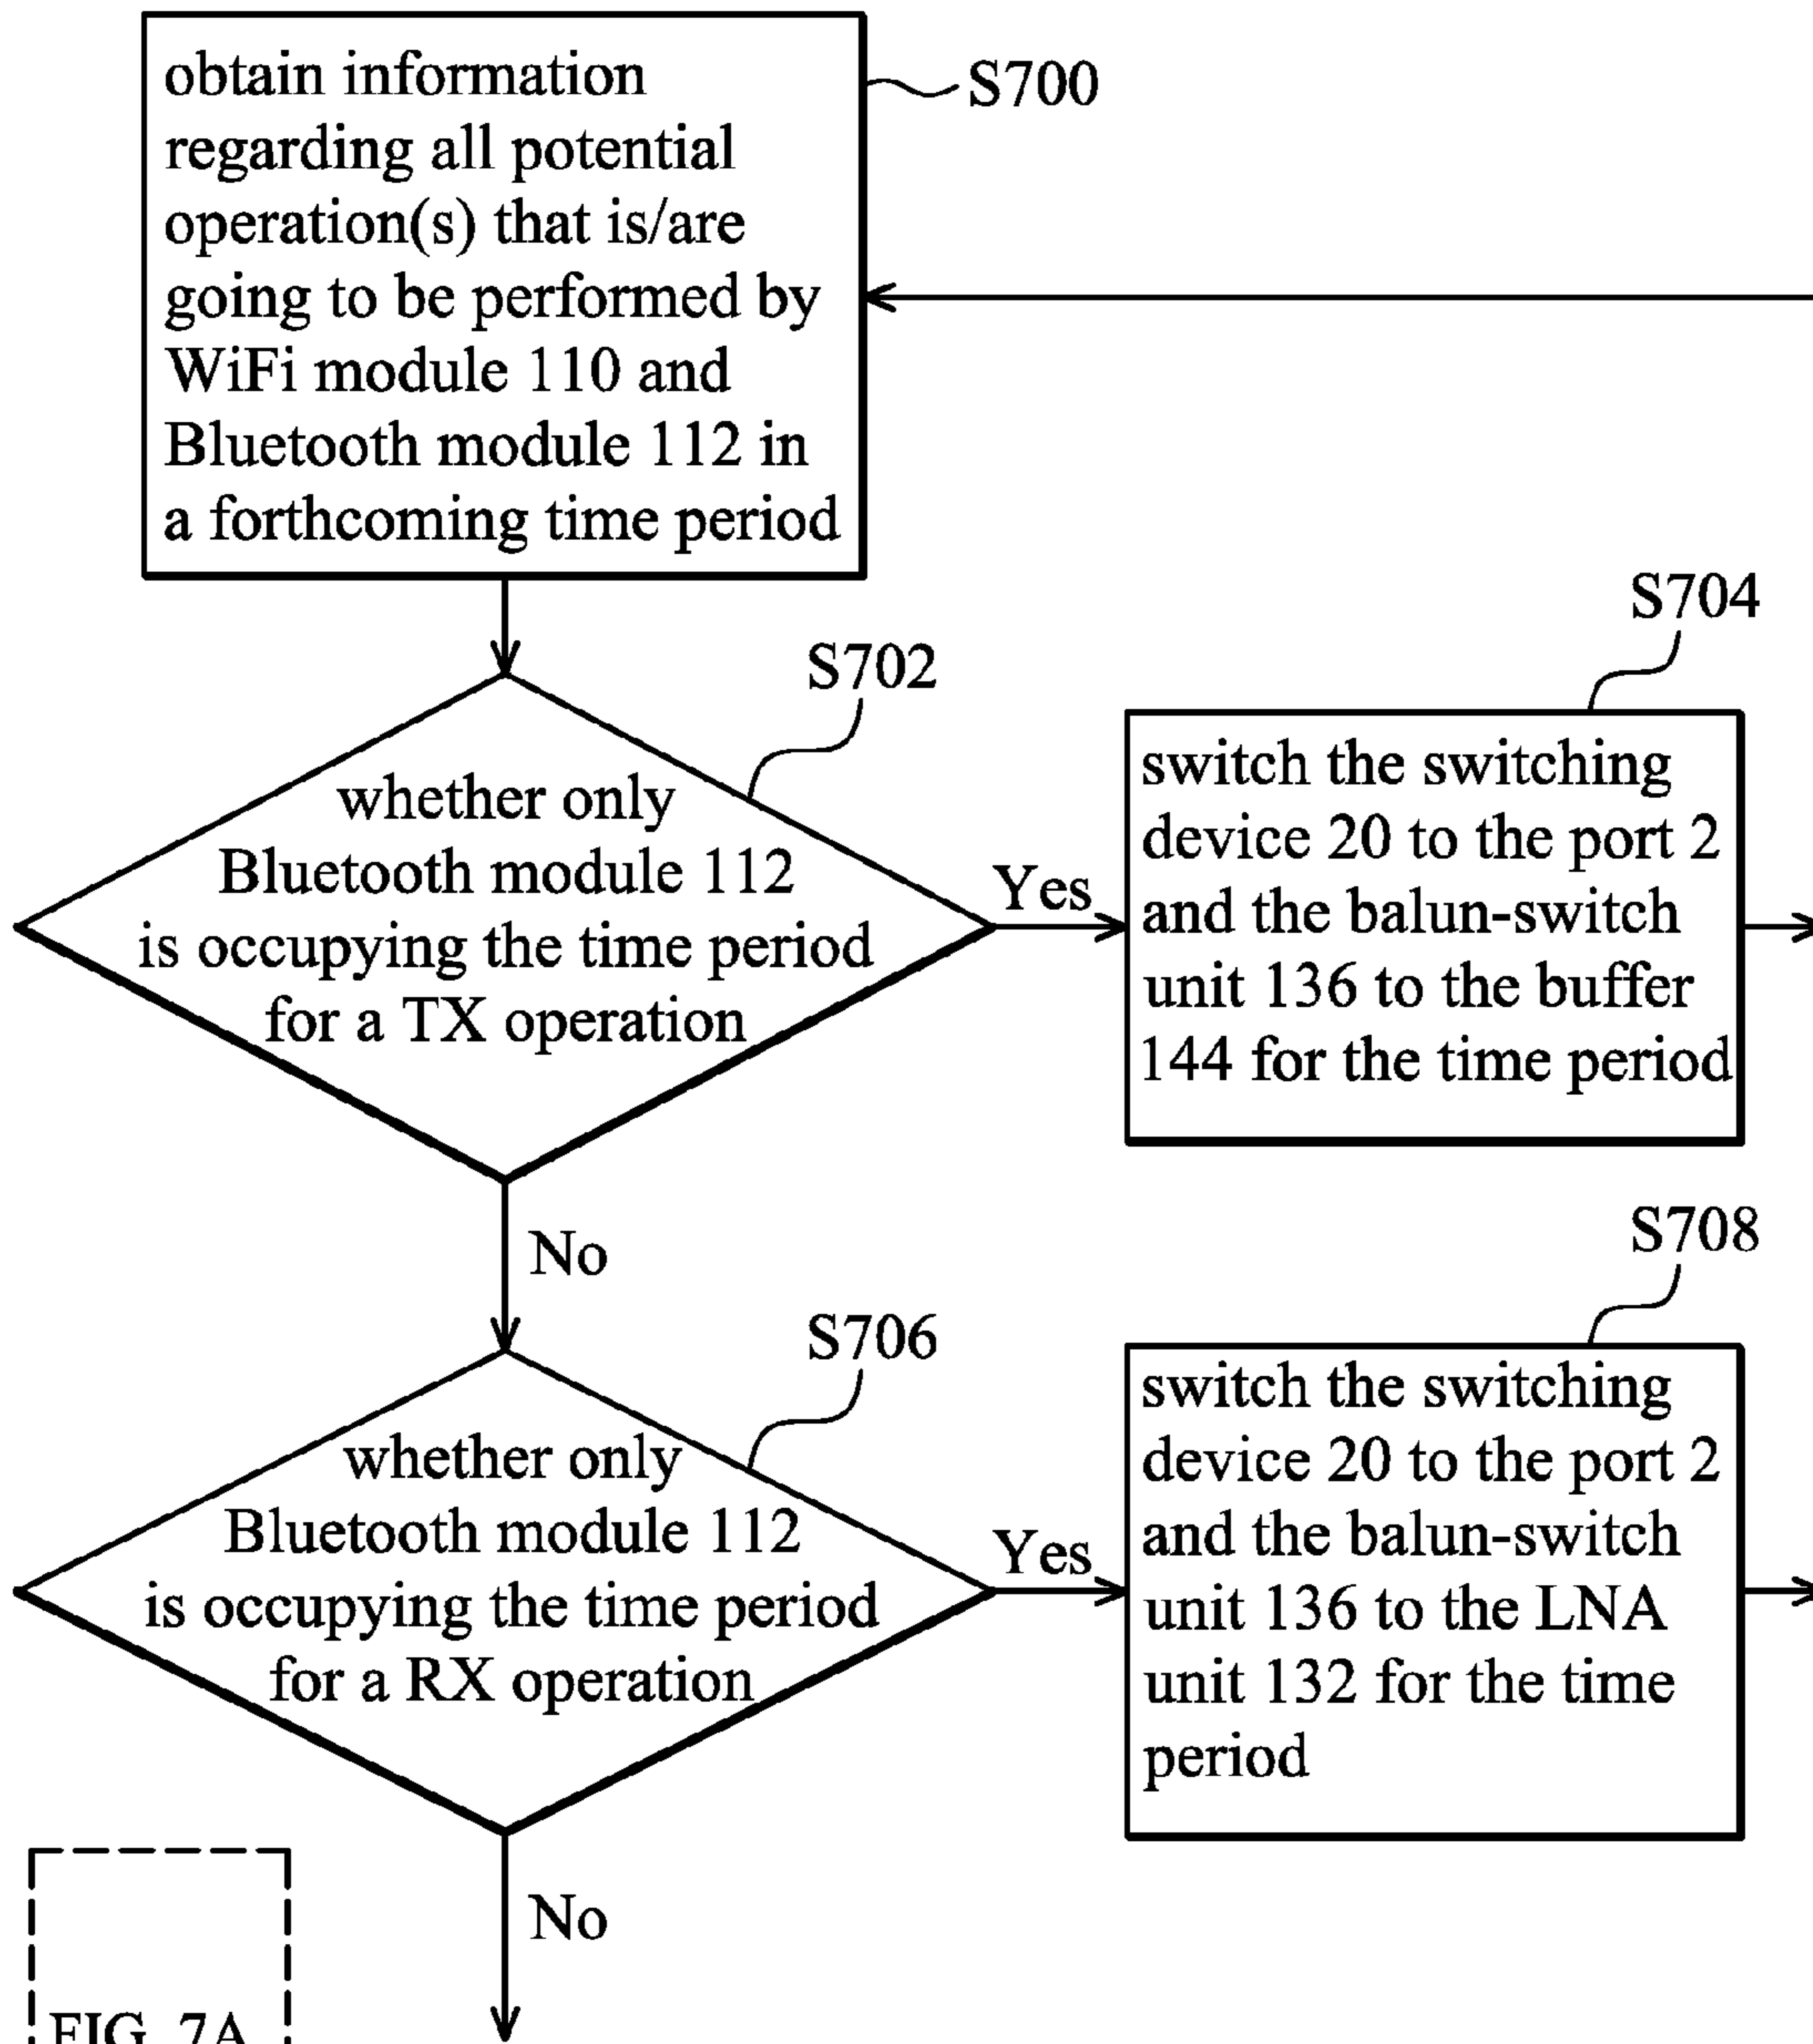 obtain information
regarding all potential
operation(s) that is/are
going to be performed by
WiFi module 110 and
Bluetooth module 112 in
a forthcoming time period
S700
S702
whether only
Bluetooth module 112
is occupying the time period
for a TX operation
Yes
S704
switch the switching
device 20 to the port 2
and the balun-switch
unit 136 to the buffer
144 for the time period
No
S706
whether only
Bluetooth module 112
is occupying the time period
for a RX operation
Yes
S708
switch the switching
device 20 to the port 2
and the balun-switch
unit 136 to the LNA
unit 132 for the time
period
No
FIG. 7A